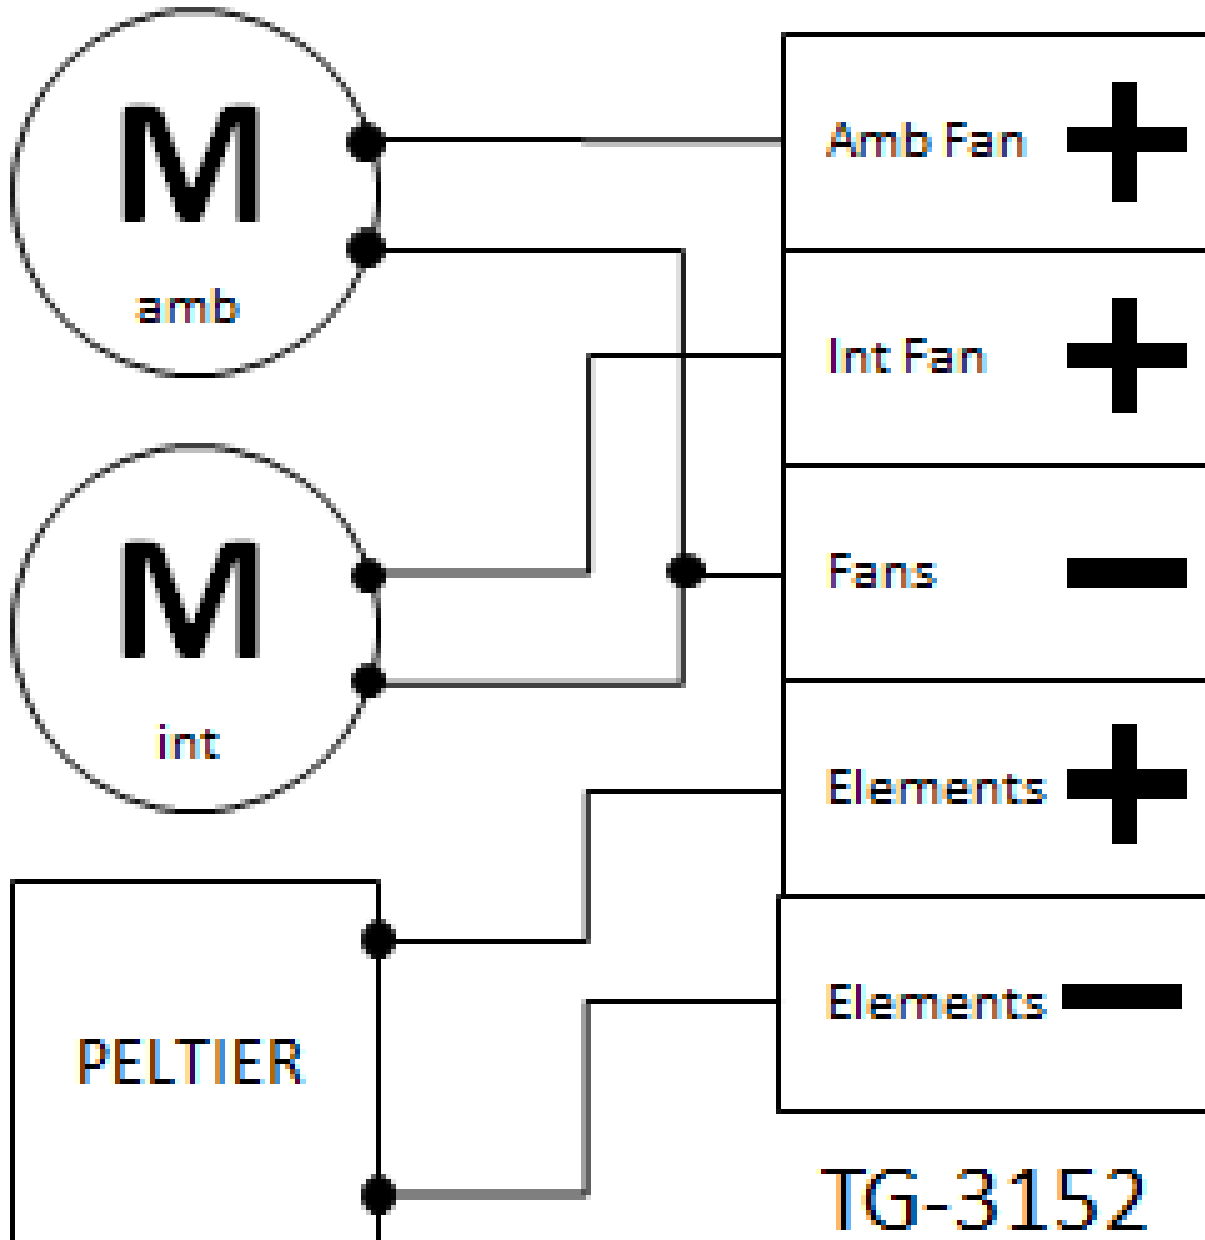 M
amb
M
int
PELTIER
Amb Fan +
Int Fan +
Fans −
Elements +
Elements −
TG-3152